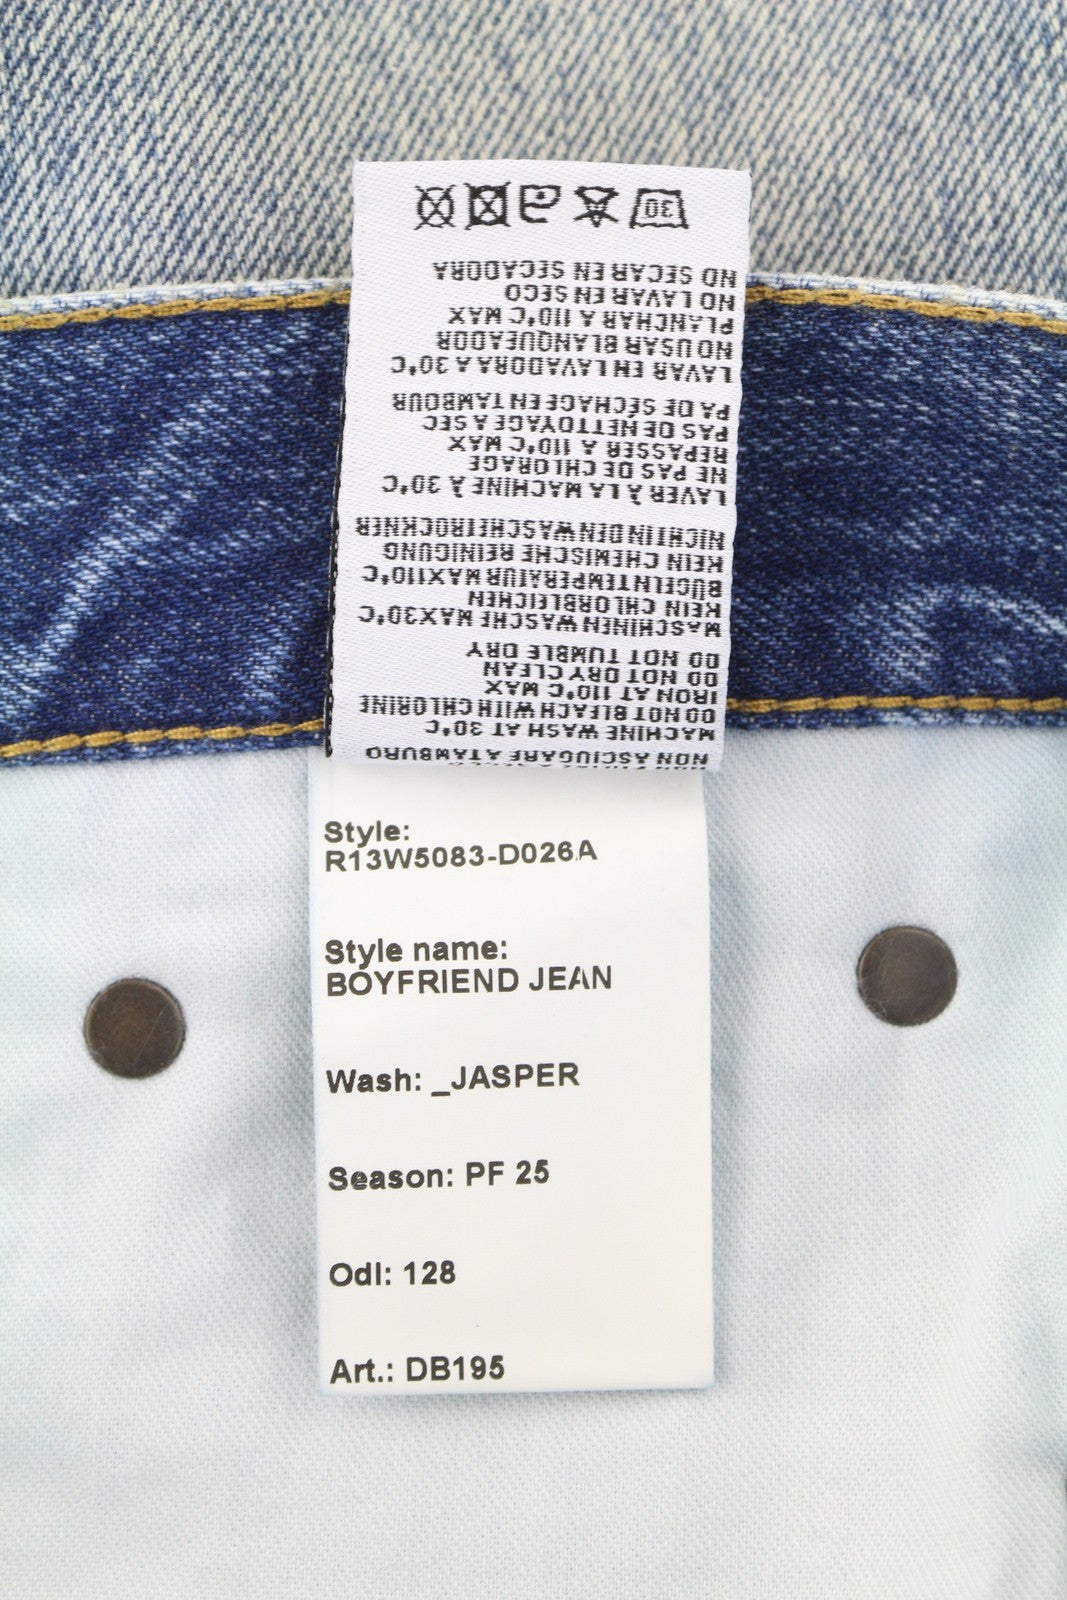 NON ASCIUGARE A TAMBURO
MACHINE WASH AT 30°C
DO NOT BLEACH WITH CHLORINE
IRON AT 110°C MAX
DO NOT DRY CLEAN
DO NOT TUMBLE DRY
MASCHINEN WASCHE MAX30°C
KEIN CHLORBLEICHEN
BÜGELNTEMPERATUR MAX110°C
KEIN CHEMISCHE REINIGUNG
NICHT IN DEN WASCHETROCKNER
LAVER À LA MACHINE À 30°C
NE PAS DE CHLORAGE
REPASSER A 110°C MAX
PAS DE NETTOYAGE A SEC
PA DE SÉCHAGE EN TAMBOUR
LAVAR EN LAVADORA A 30°C
NO USAR BLANQUEADOR
PLANCHAR A 110°C MAX
NO LAVAR EN SECO
NO SECAR EN SECADORA
30
Style:
R13W5083-D026A
Style name:
BOYFRIEND JEAN
Wash: _JASPER
Season: PF 25
Odl: 128
Art.: DB195